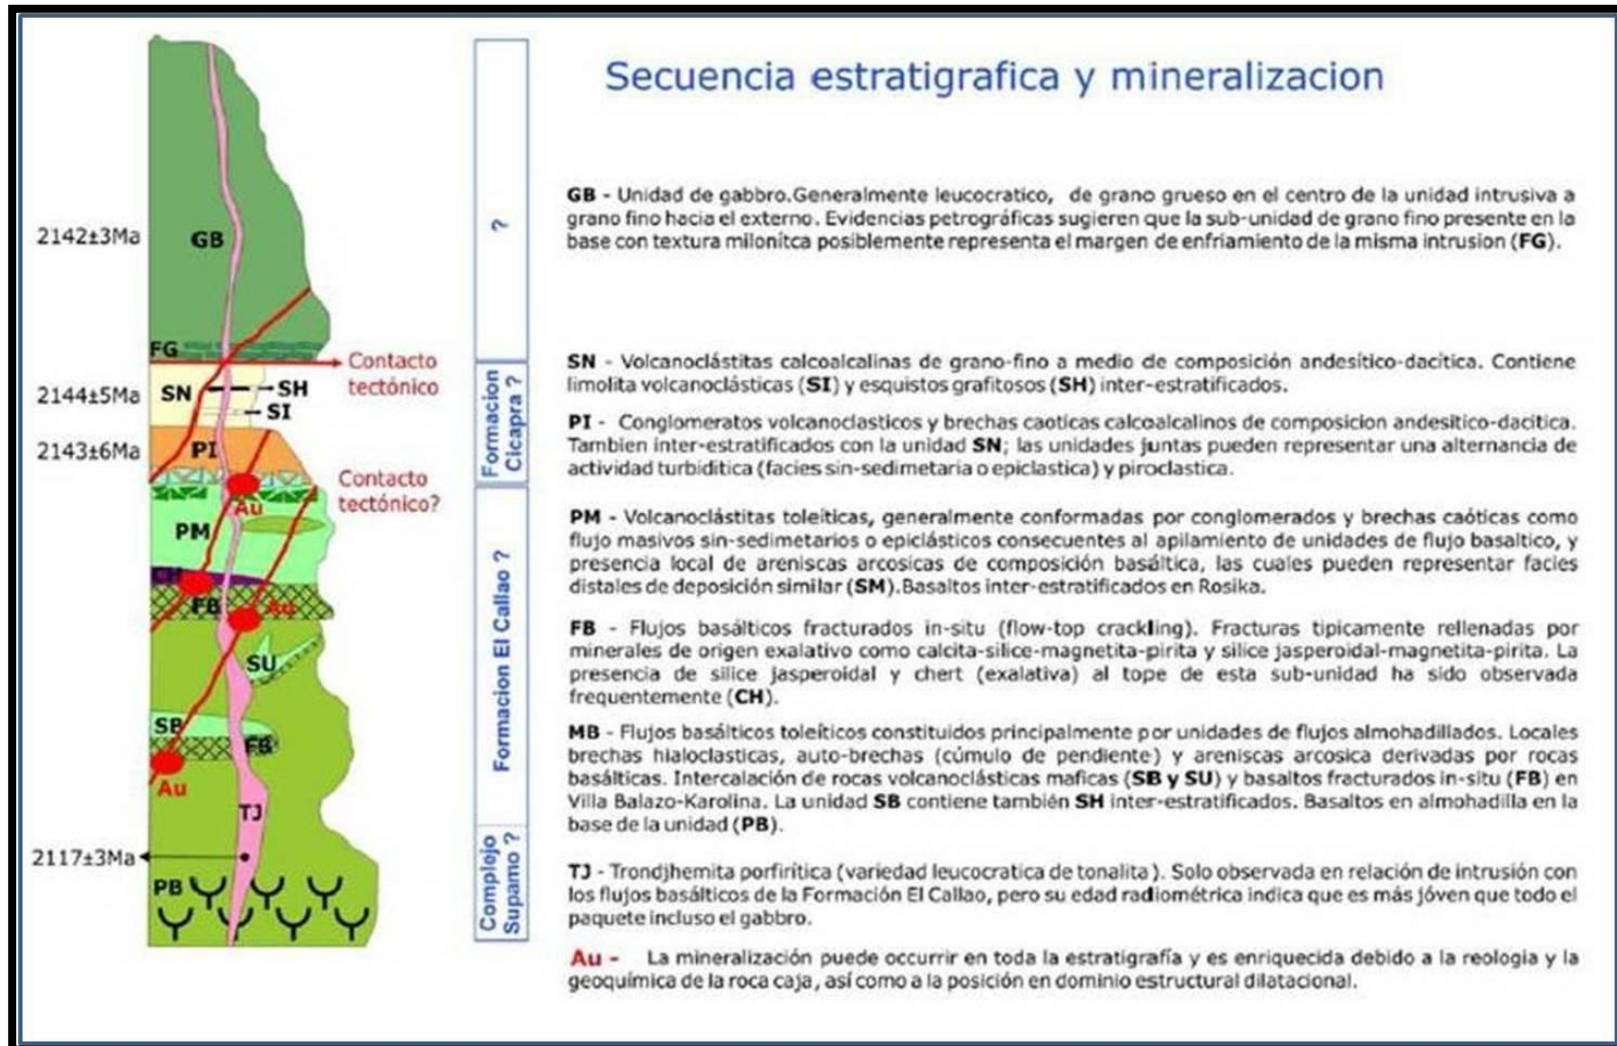 Secuencia estratigrafica y mineralizacion
2142±3Ma
GB
FG
Contacto
tectónico
2144±5Ma
SN
SH
SI
2143±6Ma
PI
Contacto
tectónico?
Au
PM
CH
FB
Au
SU
SB
FB
Au
TJ
2117±3Ma
PB
?
Formacion
Cicapra ?
Formacion El Callao ?
Complejo
Supamo ?
GB - Unidad de gabbro.Generalmente leucocratico, de grano grueso en el centro de la unidad intrusiva a
grano fino hacia el externo. Evidencias petrográficas sugieren que la sub-unidad de grano fino presente en la
base con textura milonítca posiblemente representa el margen de enfriamiento de la misma intrusion (FG).
SN - Volcanoclástitas calcoalcalinas de grano-fino a medio de composición andesítico-dacítica. Contiene
limolita volcanoclásticas (SI) y esquistos grafitosos (SH) inter-estratificados.
PI - Conglomeratos volcanoclasticos y brechas caoticas calcoalcalinos de composicion andesitico-dacitica.
Tambien inter-estratificados con la unidad SN; las unidades juntas pueden representar una alternancia de
actividad turbiditica (facies sin-sedimetaria o epiclastica) y piroclastica.
PM - Volcanoclástitas toleíticas, generalmente conformadas por conglomerados y brechas caóticas como
flujo masivos sin-sedimetarios o epiclásticos consecuentes al apilamiento de unidades de flujo basaltico, y
presencia local de areniscas arcosicas de composición basáltica, las cuales pueden representar facies
distales de deposición similar (SM).Basaltos inter-estratificados en Rosika.
FB - Flujos basálticos fracturados in-situ (flow-top crackling). Fracturas tipicamente rellenadas por
minerales de origen exalativo como calcita-silice-magnetita-pirita y silice jasperoidal-magnetita-pirita. La
presencia de silice jasperoidal y chert (exalativa) al tope de esta sub-unidad ha sido observada
frequentemente (CH).
MB - Flujos basálticos toleíticos constituidos principalmente por unidades de flujos almohadillados. Locales
brechas hialoclasticas, auto-brechas (cúmulo de pendiente) y areniscas arcosica derivadas por rocas
basálticas. Intercalación de rocas volcanoclásticas maficas (SB y SU) y basaltos fracturados in-situ (FB) en
Villa Balazo-Karolina. La unidad SB contiene también SH inter-estratificados. Basaltos en almohadilla en la
base de la unidad (PB).
TJ - Trondjhemita porfirítica (variedad leucocratica de tonalita). Solo observada en relación de intrusión con
los flujos basálticos de la Formación El Callao, pero su edad radiométrica indica que es más jóven que todo el
paquete incluso el gabbro.
Au - La mineralización puede occurrir en toda la estratigrafía y es enriquecida debido a la reologia y la
geoquímica de la roca caja, así como a la posición en dominio estructural dilatacional.